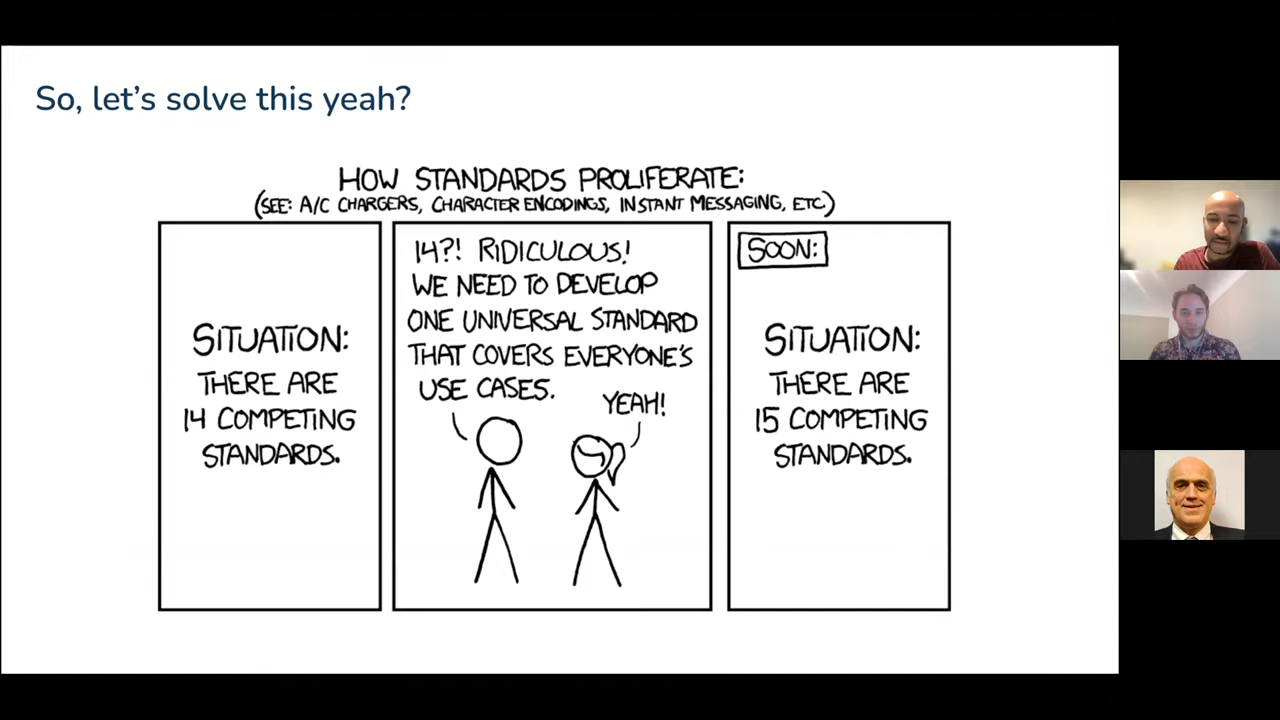 So, let's solve this yeah?
HOW STANDARDS PROLIFERATE:
(SEE: A/C CHARGERS, CHARACTER ENCODINGS, INSTANT MESSAGING, ETC.)
SITUATION:
THERE ARE
14 COMPETING
STANDARDS.
14?! RIDICULOUS!
WE NEED TO DEVELOP
ONE UNIVERSAL STANDARD
THAT COVERS EVERYONE'S
USE CASES.
YEAH!
SOON:
SITUATION:
THERE ARE
15 COMPETING
STANDARDS.